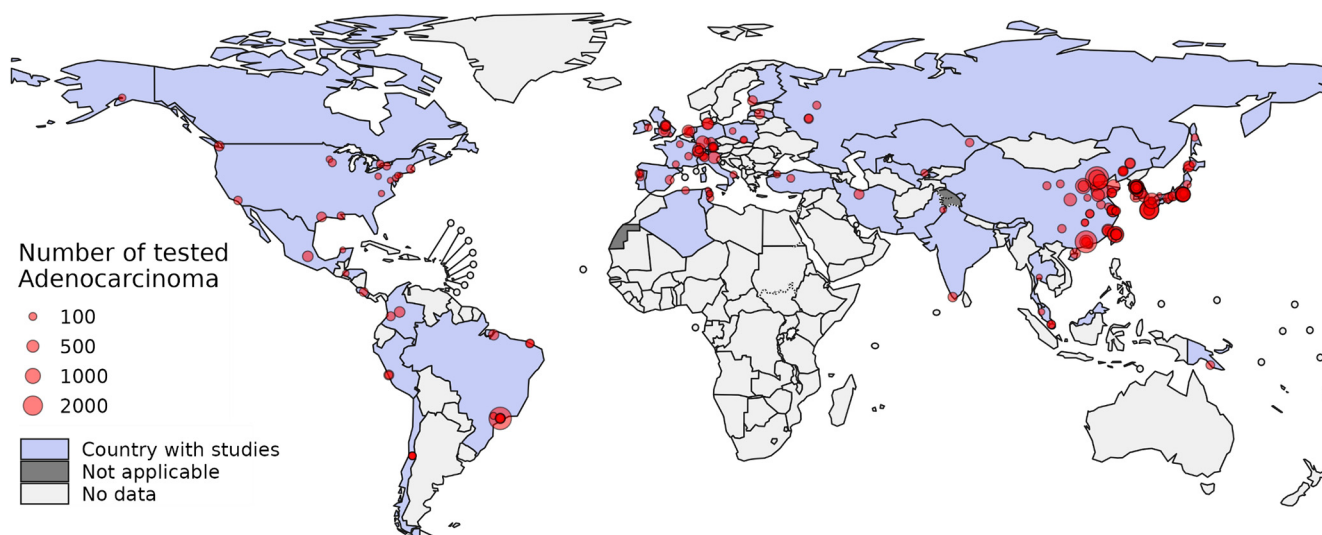 Number of tested
Adenocarcinoma
100
500
1000
2000
Country with studies
Not applicable
No data